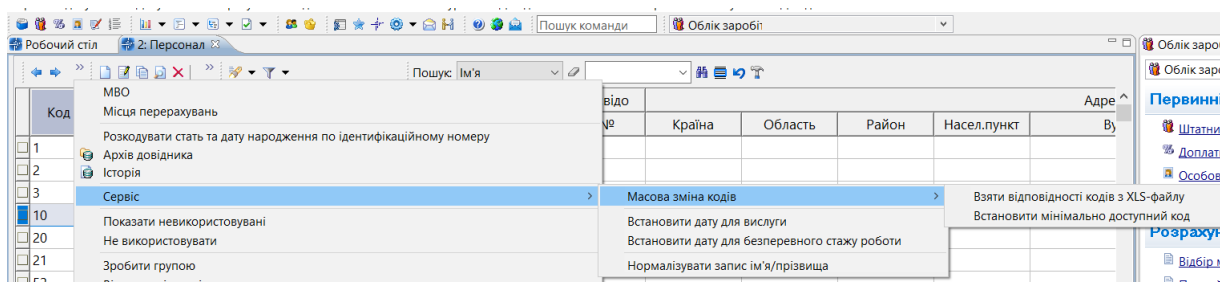 Пошук команди
Облік заробіт
Робочий стіл
2: Персонал
Облік заро
Пошук:
Ім'я
Облік зар
Код
МВО
Місця перерахувань
Розкодувати стать та дату народження по ідентифікаційному номеру
Архів довідника
Історія
Сервіс
Показати невикористовувані
Не використовувати
Зробити групою
відо
№
Адре
Країна
Область
Район
Насел.пункт
Ву
1
2
3
10
20
21
Масова зміна кодів
Встановити дату для вислуги
Встановити дату для безперевного стажу роботи
Нормалізувати запис ім'я/прізвища
Взяти відповідності кодів з XLS-файлу
Встановити мінімально доступний код
Первинні
Штатни
Доплат
Особов
Розрахун
Відбір м